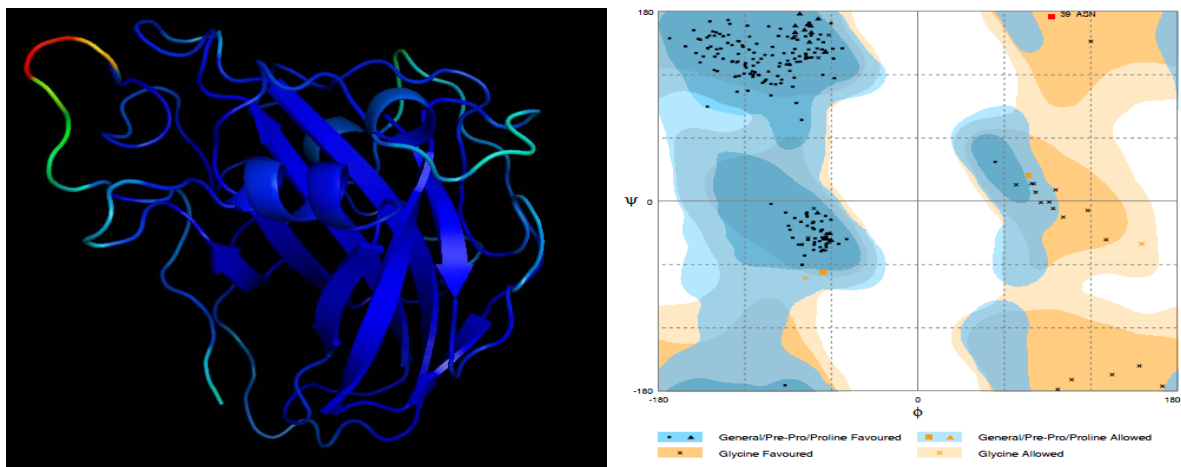 180
39 ASN
ψ 0
-180
-180 0 180
ϕ
General/Pre-Pro/Proline Favoured General/Pre-Pro/Proline Allowed
Glycine Favoured Glycine Allowed